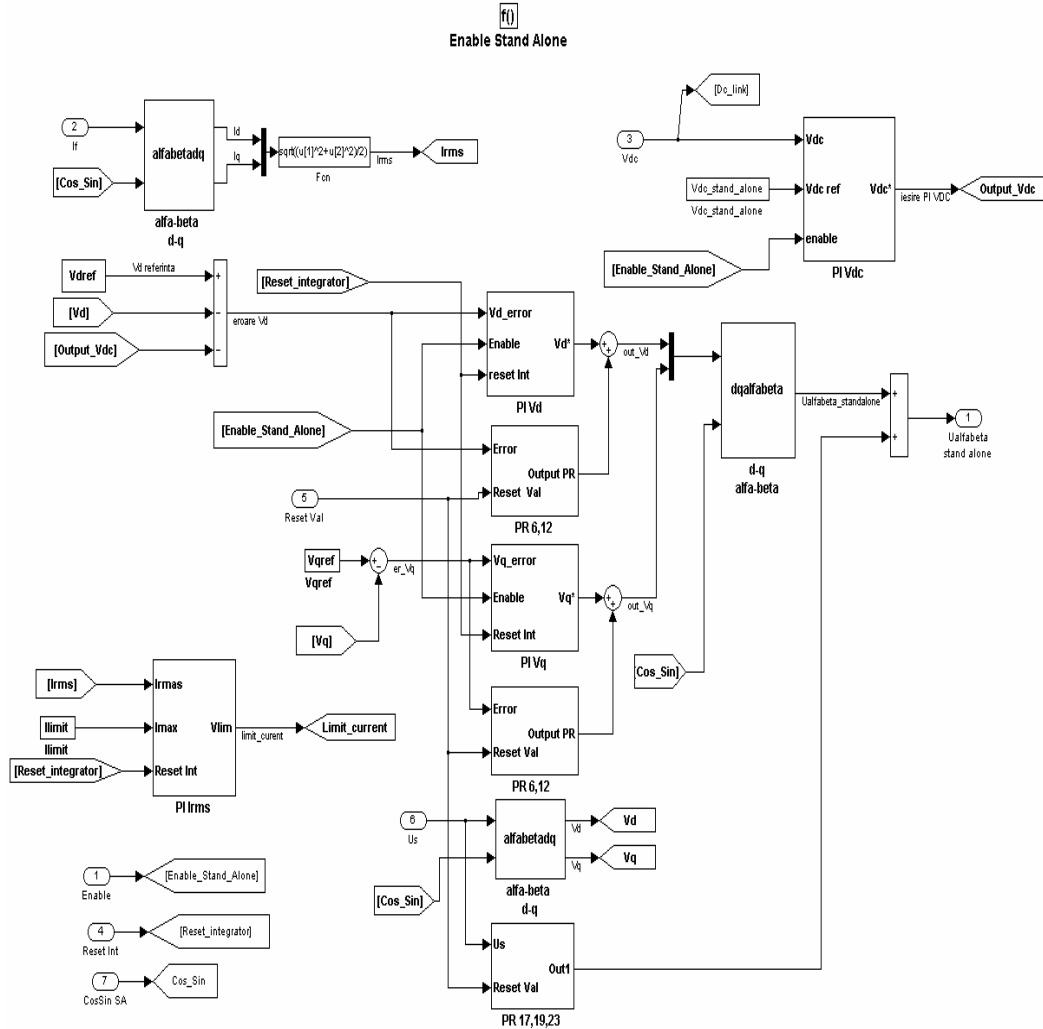 f()
Enable Stand Alone
2
If
[Cos_Sin]
alfabetadq
alfa-beta
d-q
Id
Iq
sqrt((u[1]^2+u[2]^2)/2)
Fcn
Irms
Irms
[Dc_link]
3
Vdc
Vdc_stand_alone
Vdc_stand_alone
[Enable_Stand_Alone]
Vdc
Vdc ref
enable
Vdc*
PI Vdc
iesire PI VDC
Output_Vdc
Vdref
Vd referinta
[Vd]
[Output_Vdc]
+
−
−
eroare Vd
[Reset_integrator]
[Enable_Stand_Alone]
5
Reset Val
Vd_error
Enable
reset Int
Vd*
PI Vd
+
+
out_Vd
Error
Reset Val
Output PR
PR 6,12
dqalfabeta
d-q
alfa-beta
Ualfabeta_standalone
+
+
1
Ualfabeta
stand alone
Vqref
Vqref
+
−
er_Vq
[Vq]
Vq_error
Enable
Reset Int
Vq*
PI Vq
+
+
out_Vq
[Cos_Sin]
Error
Reset Val
Output PR
PR 6,12
[Irms]
Ilimit
Ilimit
[Reset_integrator]
Irmas
Imax
Reset Int
Vlim
PI Irms
limit_curent
Limit_current
6
Us
[Cos_Sin]
alfabetadq
alfa-beta
d-q
Vd
Vq
Vd
Vq
Us
Reset Val
Out1
PR 17,19,23
1
Enable
[Enable_Stand_Alone]
4
Reset Int
[Reset_integrator]
7
CosSin SA
Cos_Sin